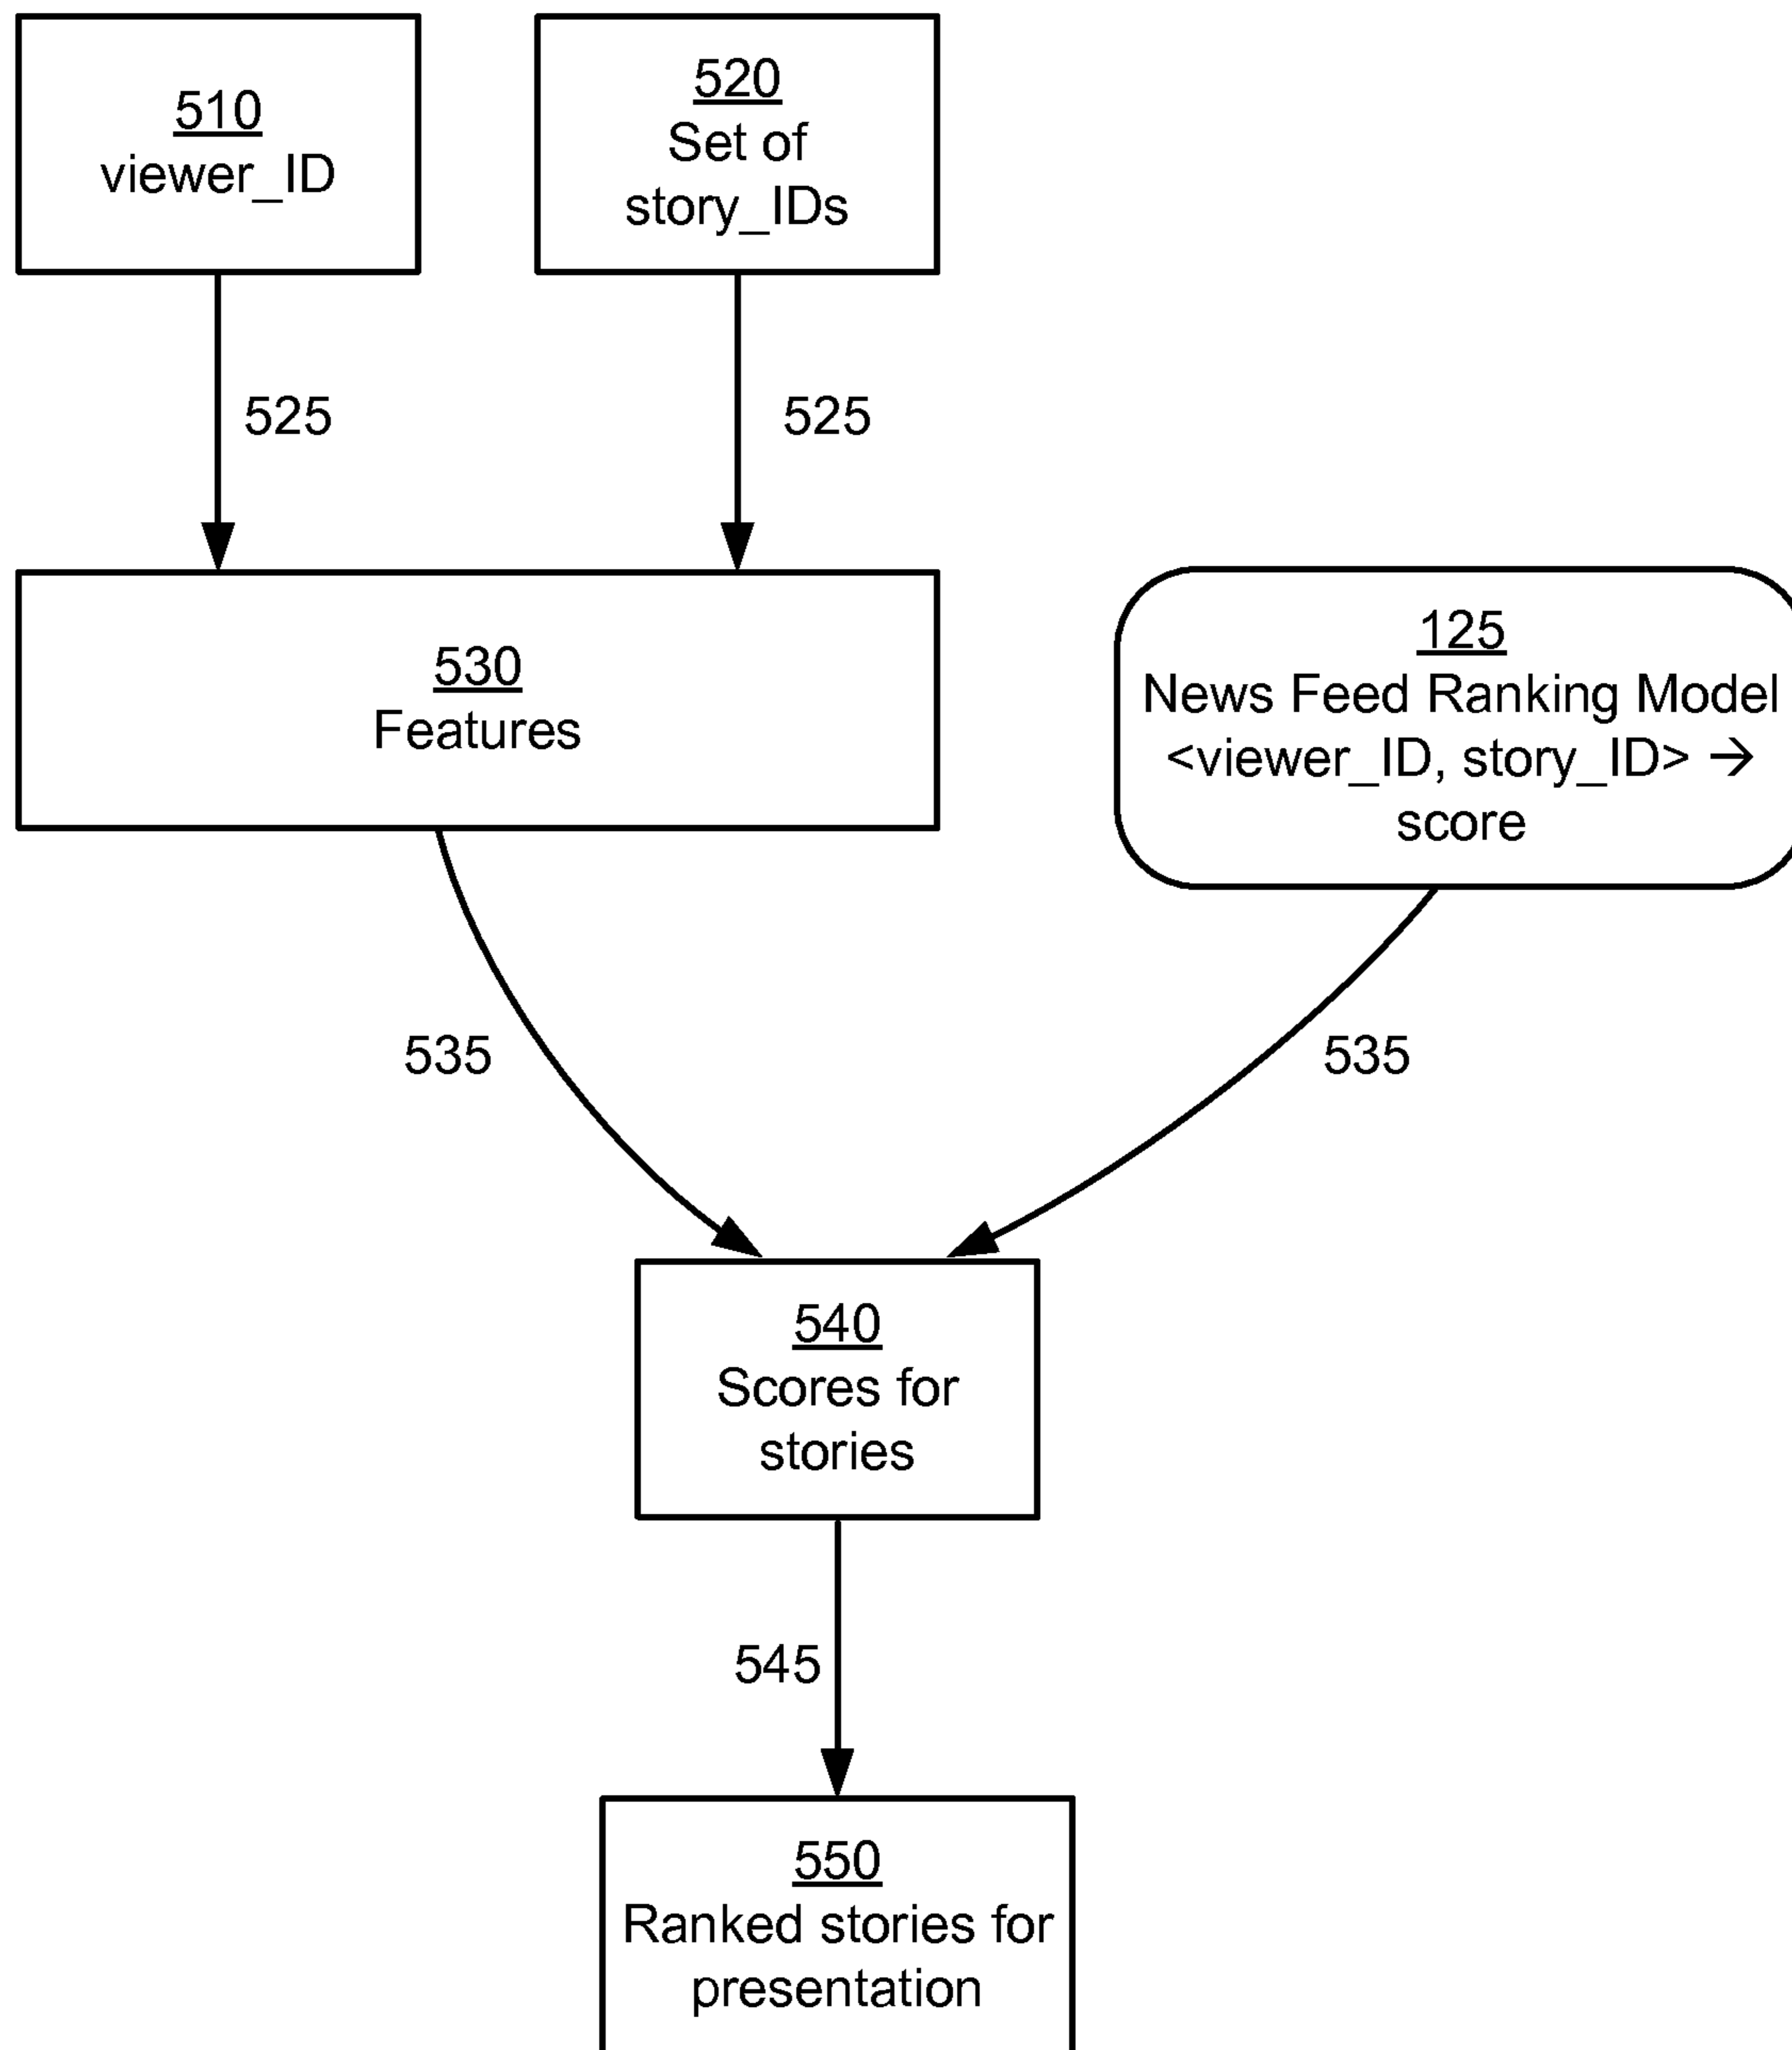 510
viewer_ID
520
Set of
story_IDs
525
525
530
Features
125
News Feed Ranking Model
<viewer_ID, story_ID> →
score
535
535
540
Scores for
stories
545
550
Ranked stories for
presentation